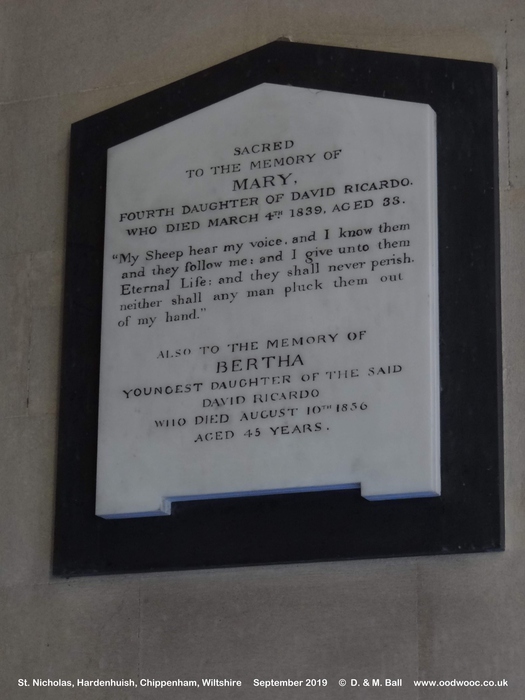 SACRED
TO THE MEMORY OF
MARY,
FOURTH DAUGHTER OF DAVID RICARDO,
WHO DIED MARCH 4TH 1839, AGED 33.
"My Sheep hear my voice, and I know them
and they follow me: and I give unto them
Eternal Life; and they shall never perish,
neither shall any man pluck them out
of my hand."
ALSO TO THE MEMORY OF
BERTHA
YOUNGEST DAUGHTER OF THE SAID
DAVID RICARDO
WHO DIED AUGUST 10TH 1856
AGED 45 YEARS.
St. Nicholas, Hardenhuish, Chippenham, Wiltshire September 2019 © D. & M. Ball www.oodwooc.co.uk